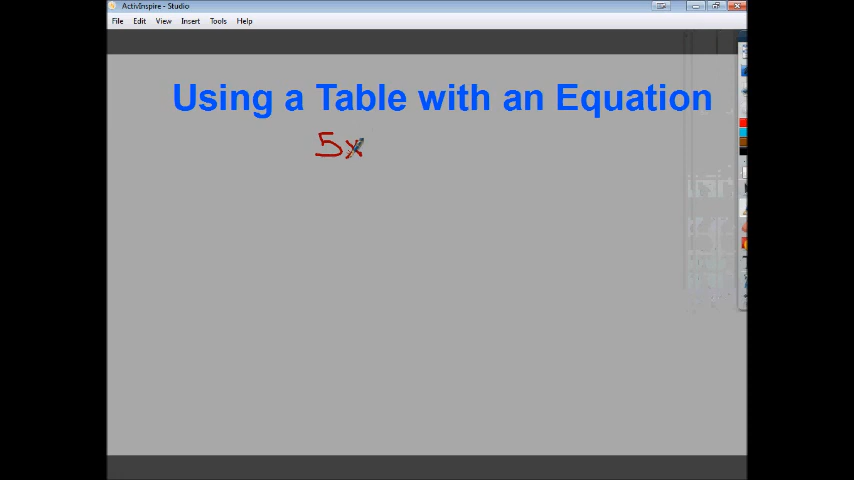 ActivInspire - Studio
File Edit View Insert Tools Help
Using a Table with an Equation
5x